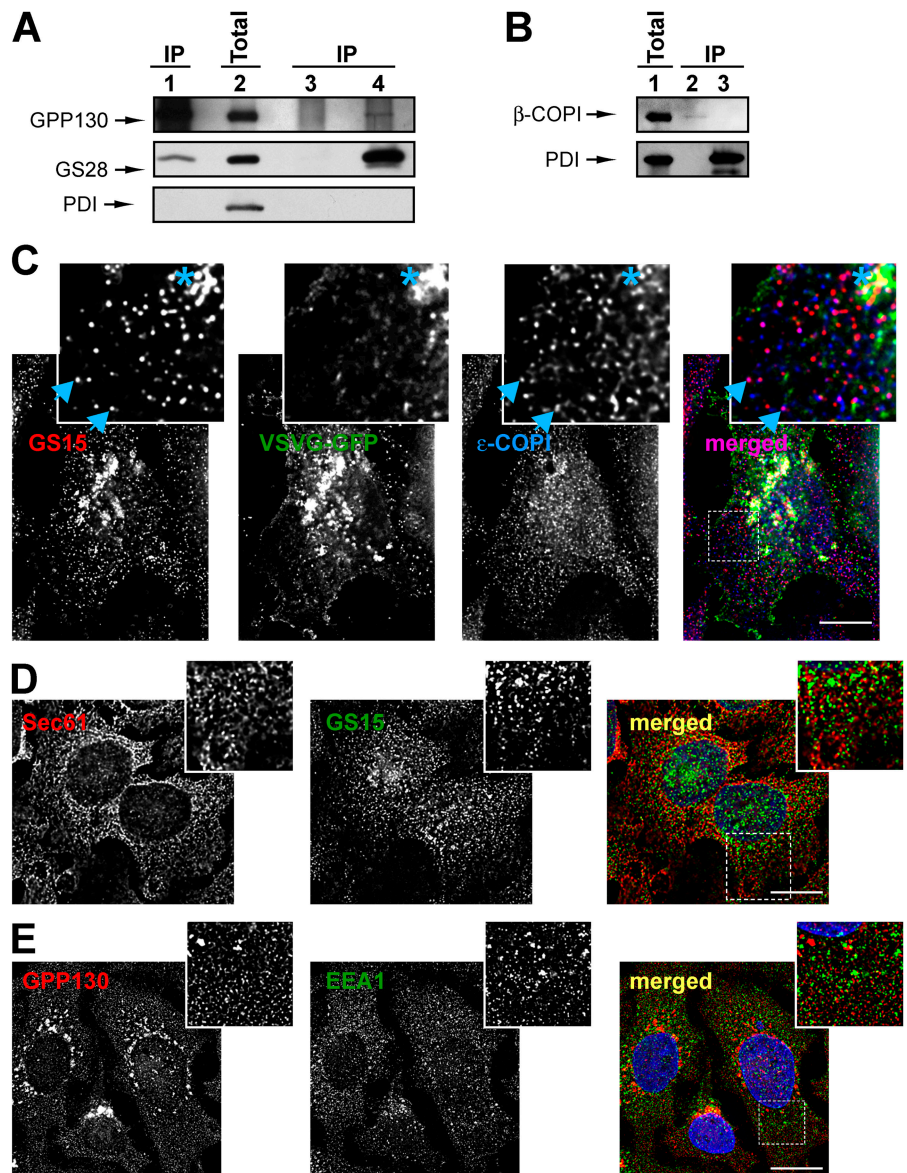 A
IP Total IP
1 2 3 4
GPP130
GS28
PDI
B
Total IP
1 2 3
β-COPI
PDI
C
* * * *
GS15 VSVG-GFP ε-COPI merged
D
Sec61 GS15 merged
E
GPP130 EEA1 merged